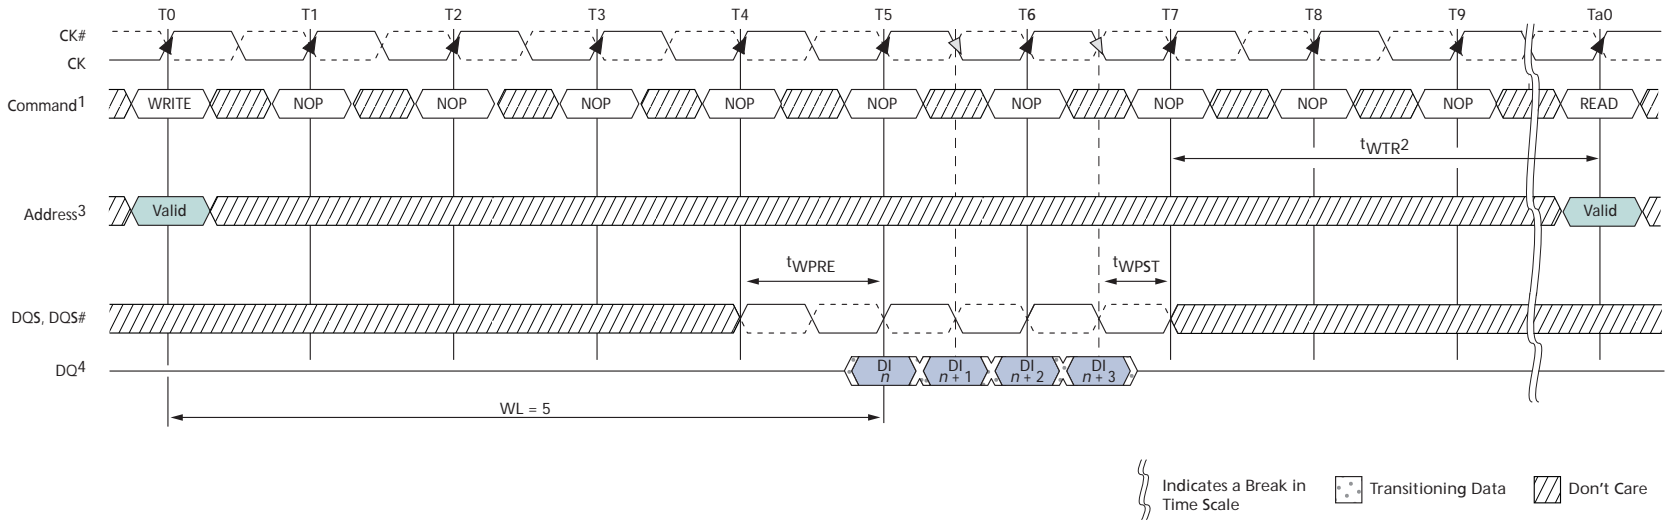 T0 T1 T2 T3 T4 T5 T6 T7 T8 T9 Ta0
CK#
CK
Command1 WRITE NOP NOP NOP NOP NOP NOP NOP NOP NOP READ
tWTR2
Address3 Valid Valid
tWPRE tWPST
DQS, DQS#
DQ4 DI n DI n + 1 DI n + 2 DI n + 3
WL = 5
Indicates a Break in
Time Scale
Transitioning Data
Don't Care